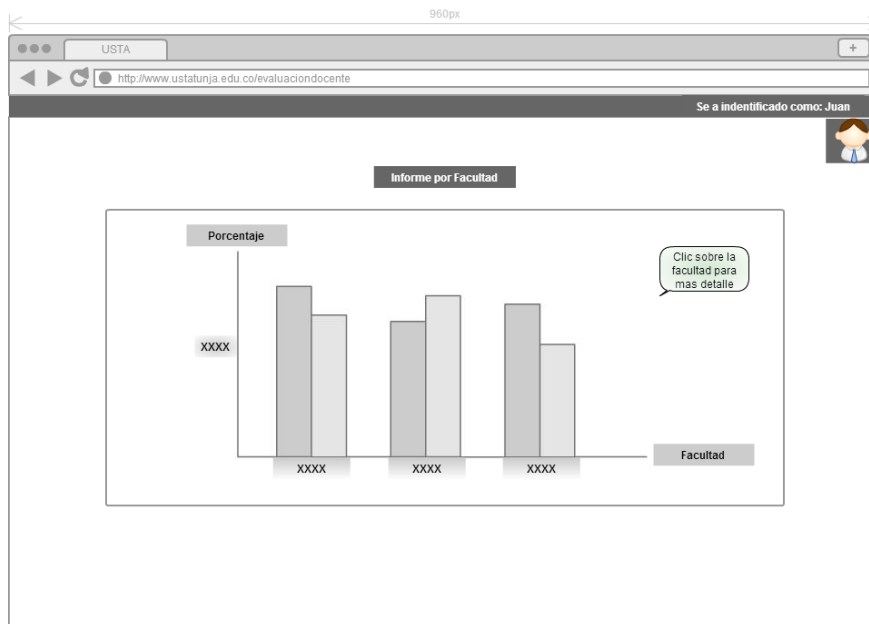 960px
USTA
+
http://www.ustatunja.edu.co/evaluaciondocente
Se a indentificado como: Juan
Informe por Facultad
Porcentaje
Clic sobre la
facultad para
mas detalle
XXXX
Facultad
XXXX XXXX XXXX